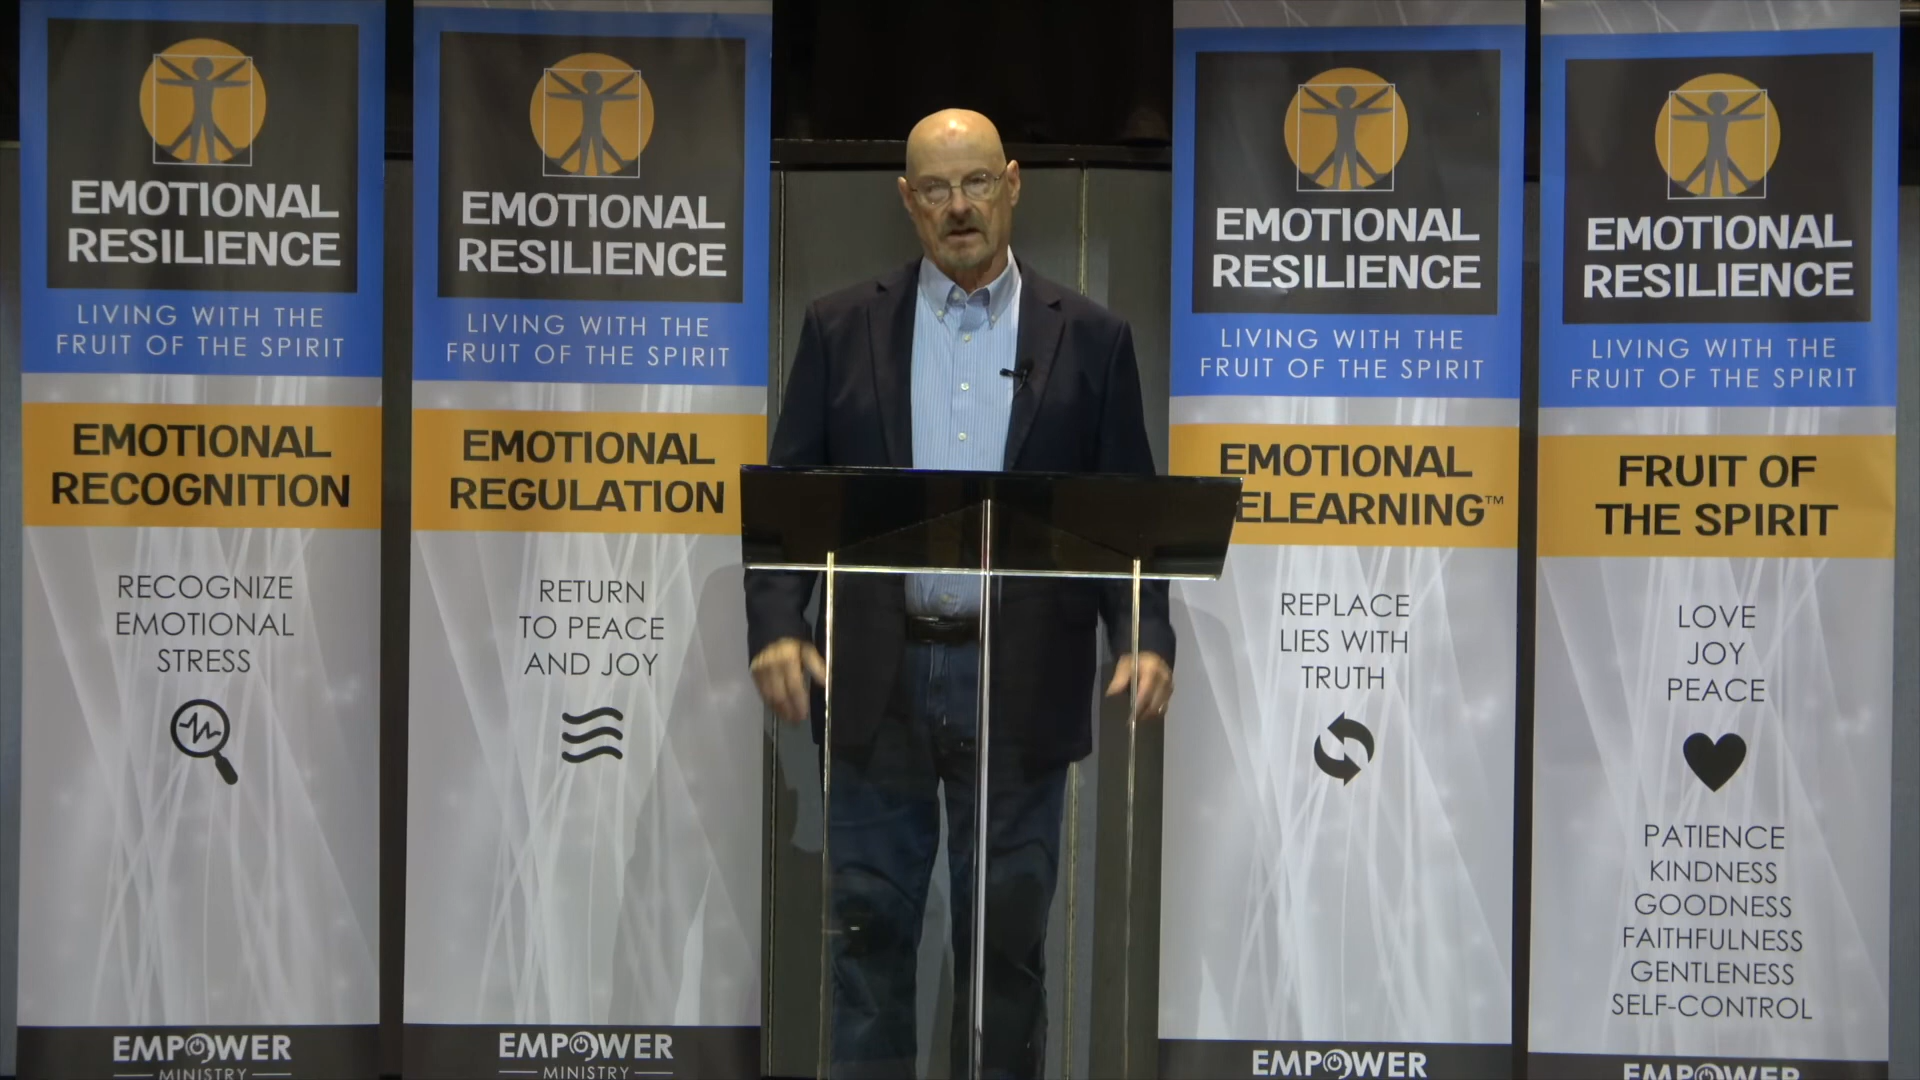 EMOTIONAL
RESILIENCE
LIVING WITH THE
FRUIT OF THE SPIRIT
EMOTIONAL
RECOGNITION
RECOGNIZE
EMOTIONAL
STRESS
EMPOWER
MINISTRY
EMOTIONAL
RESILIENCE
LIVING WITH THE
FRUIT OF THE SPIRIT
EMOTIONAL
REGULATION
RETURN
TO PEACE
AND JOY
EMPOWER
MINISTRY
EMOTIONAL
RESILIENCE
LIVING WITH THE
FRUIT OF THE SPIRIT
EMOTIONAL
ELEARNING™
REPLACE
LIES WITH
TRUTH
EMPOWER
EMOTIONAL
RESILIENCE
LIVING WITH THE
FRUIT OF THE SPIRIT
FRUIT OF
THE SPIRIT
LOVE
JOY
PEACE
PATIENCE
KINDNESS
GOODNESS
FAITHFULNESS
GENTLENESS
SELF-CONTROL
EMPOWER